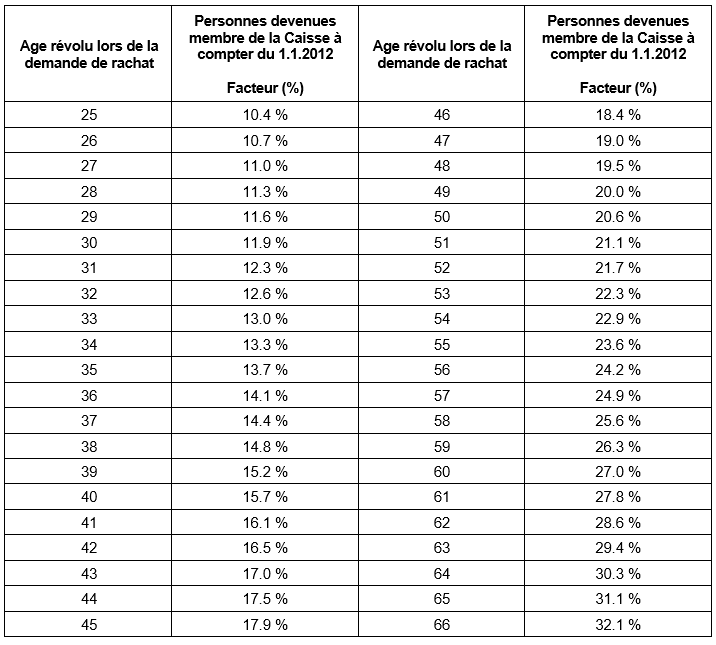 Age révolu lors de la demande de rachat
Personnes devenues membre de la Caisse à compter du 1.1.2012
Facteur (%)
Age révolu lors de la demande de rachat
Personnes devenues membre de la Caisse à compter du 1.1.2012
Facteur (%)
25 10.4 % 46 18.4 %
26 10.7 % 47 19.0 %
27 11.0 % 48 19.5 %
28 11.3 % 49 20.0 %
29 11.6 % 50 20.6 %
30 11.9 % 51 21.1 %
31 12.3 % 52 21.7 %
32 12.6 % 53 22.3 %
33 13.0 % 54 22.9 %
34 13.3 % 55 23.6 %
35 13.7 % 56 24.2 %
36 14.1 % 57 24.9 %
37 14.4 % 58 25.6 %
38 14.8 % 59 26.3 %
39 15.2 % 60 27.0 %
40 15.7 % 61 27.8 %
41 16.1 % 62 28.6 %
42 16.5 % 63 29.4 %
43 17.0 % 64 30.3 %
44 17.5 % 65 31.1 %
45 17.9 % 66 32.1 %